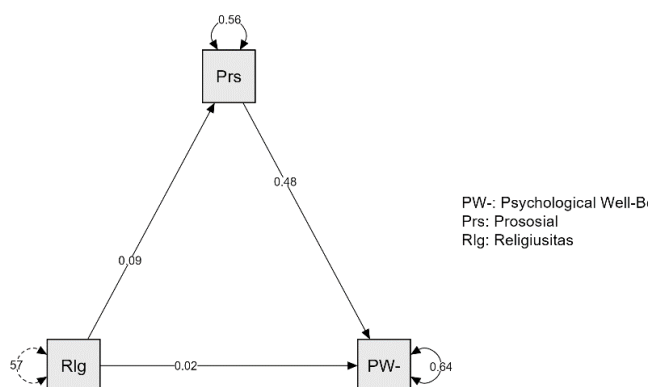 0.56
Prs
0.48
PW-: Psychological Well-Be
Prs: Prososial
Rlg: Religiusitas
0.09
57
Rlg
0.02
PW-
0.64